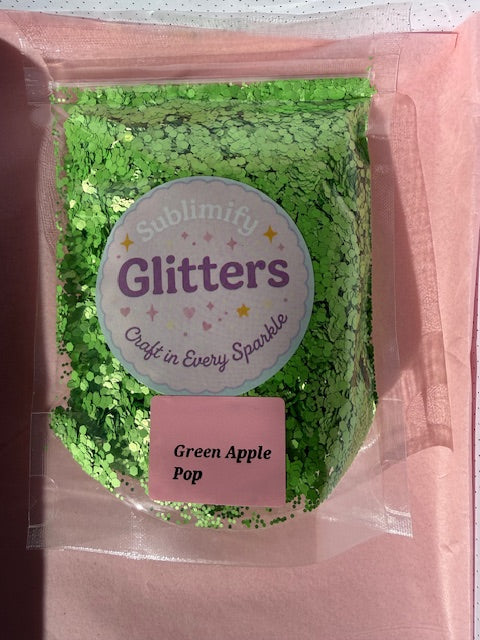 Sublimify
Glitters
Craft in Every Sparkle
Green Apple
Pop